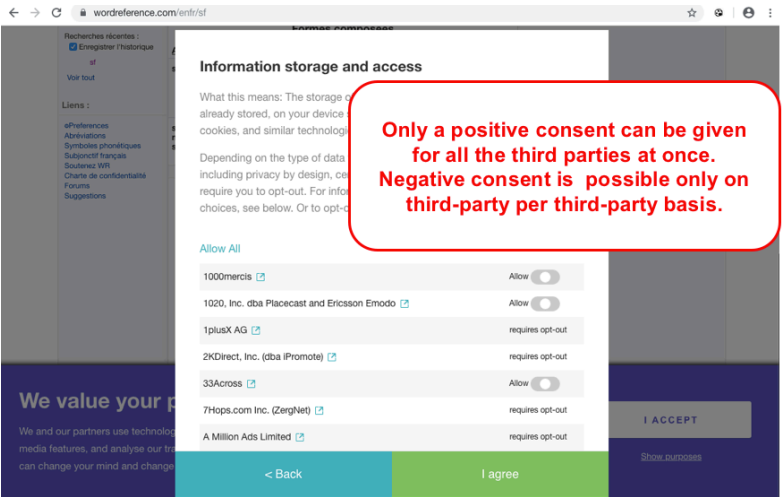 wordreference.com/enfr/sf
Formes composées
Recherches récentes :
Enregistrer l'historique
sf
Voir tout
Liens :
ePreferences
Abréviations
Symboles phonétiques
Subjonctif français
Soutenez WR
Charte de confidentialité
Forums
Suggestions
Information storage and access
What this means: The storage o
already stored, on your device
cookies, and similar technologi
Depending on the type of data
including privacy by design, ce
require you to opt-out. For infor
choices, see below. Or to opt-o
Only a positive consent can be given
for all the third parties at once.
Negative consent is possible only on
third-party per third-party basis.
Allow All
1000mercis Allow
1020, Inc. dba Placecast and Ericsson Emodo Allow
1plusX AG requires opt-out
2KDirect, Inc. (dba iPromote) requires opt-out
33Across Allow
7Hops.com Inc. (ZergNet) requires opt-out
A Million Ads Limited requires opt-out
< Back I agree
We value your p
We and our partners use technolog
media features, and analyse our tra
can change your mind and change
I ACCEPT
Show purposes